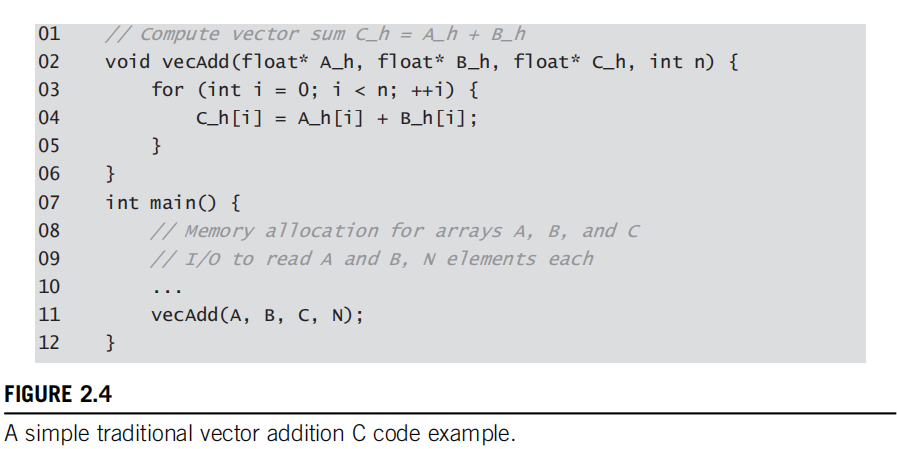 01 // Compute vector sum C_h = A_h + B_h
02 void vecAdd(float* A_h, float* B_h, float* C_h, int n) {
03 for (int i = 0; i < n; ++i) {
04 C_h[i] = A_h[i] + B_h[i];
05 }
06 }
07 int main() {
08 // Memory allocation for arrays A, B, and C
09 // I/O to read A and B, N elements each
10 ...
11 vecAdd(A, B, C, N);
12 }
FIGURE 2.4
A simple traditional vector addition C code example.